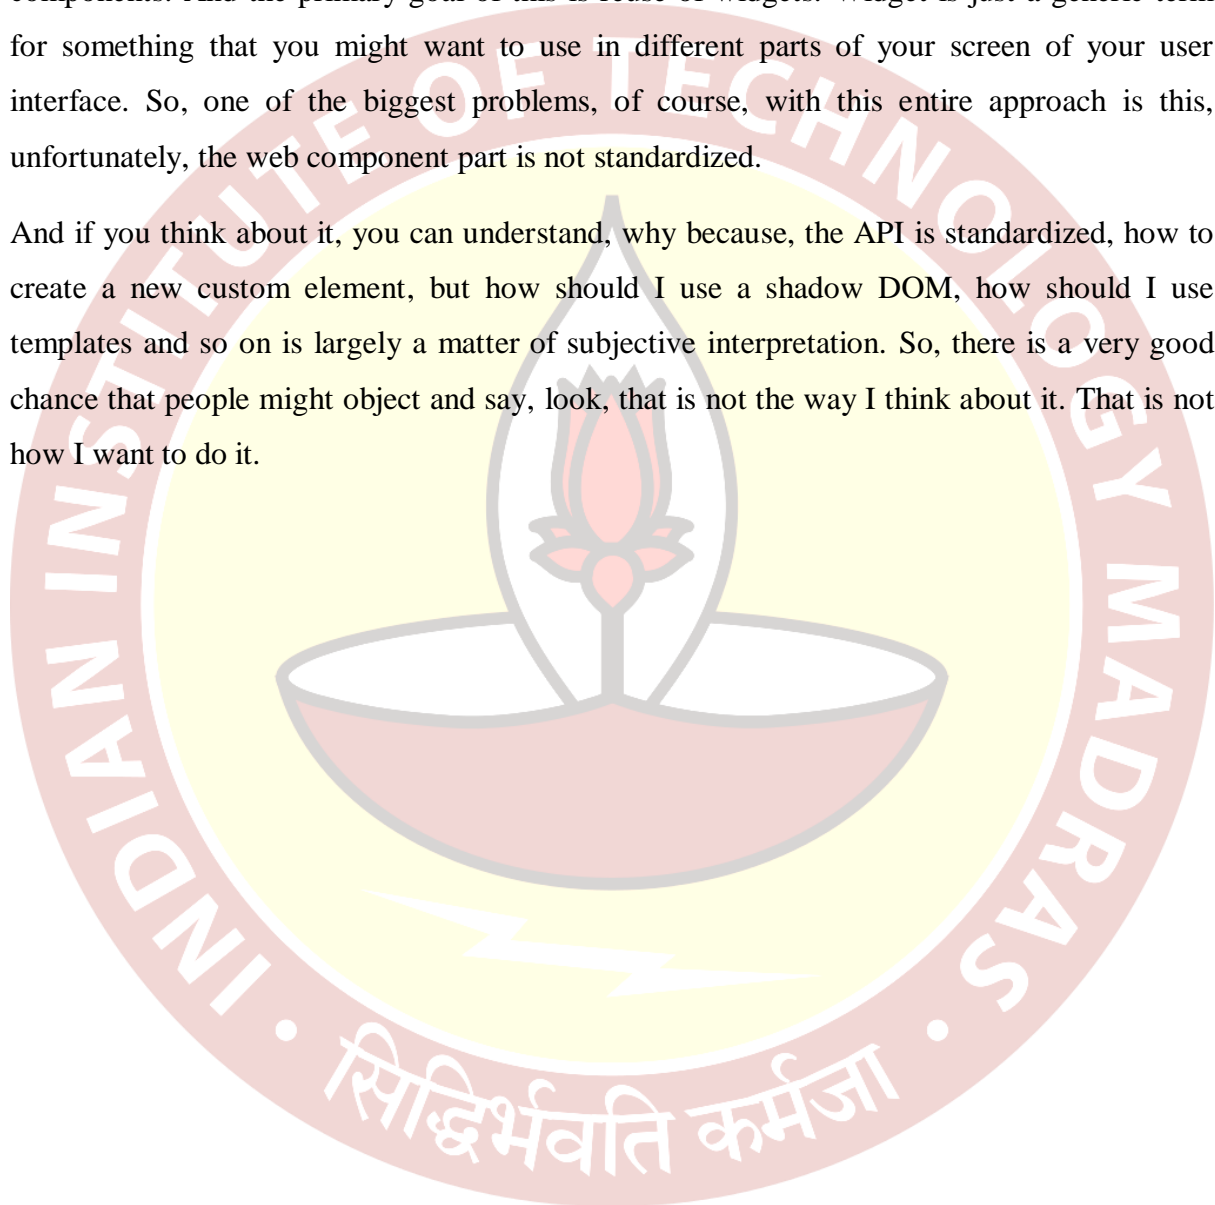 components. And the primary goal of this is reuse of widgets. Widget is just a generic term
for something that you might want to use in different parts of your screen of your user
interface. So, one of the biggest problems, of course, with this entire approach is this,
unfortunately, the web component part is not standardized.
And if you think about it, you can understand, why because, the API is standardized, how to
create a new custom element, but how should I use a shadow DOM, how should I use
templates and so on is largely a matter of subjective interpretation. So, there is a very good
chance that people might object and say, look, that is not the way I think about it. That is not
how I want to do it.
INDIAN INSTITUTE OF TECHNOLOGY MADRAS
सिद्धिर्भवति कर्मजा